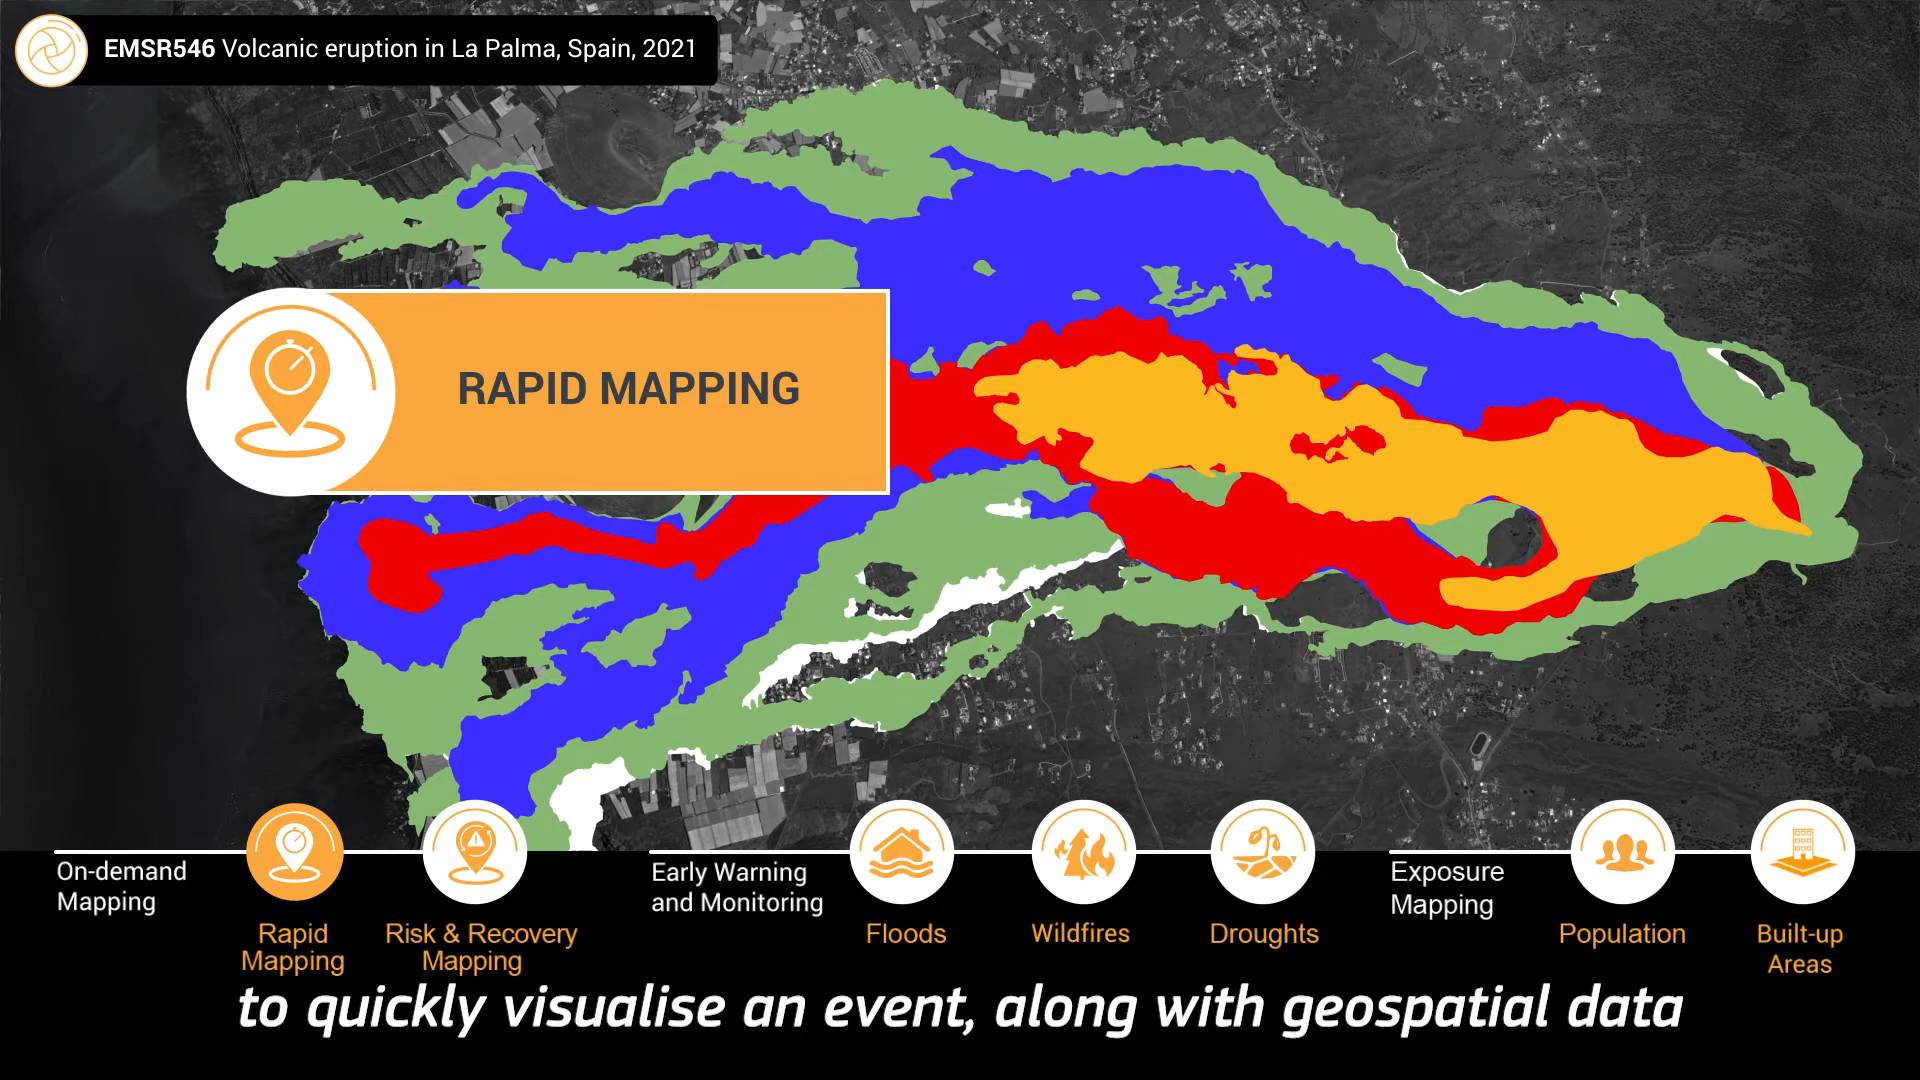 EMSR546 Volcanic eruption in La Palma, Spain, 2021
RAPID MAPPING
On-demand
Mapping
Rapid
Mapping
Risk & Recovery
Mapping
Early Warning
and Monitoring
Floods
Wildfires
Droughts
Exposure
Mapping
Population
Built-up
Areas
to quickly visualise an event, along with geospatial data